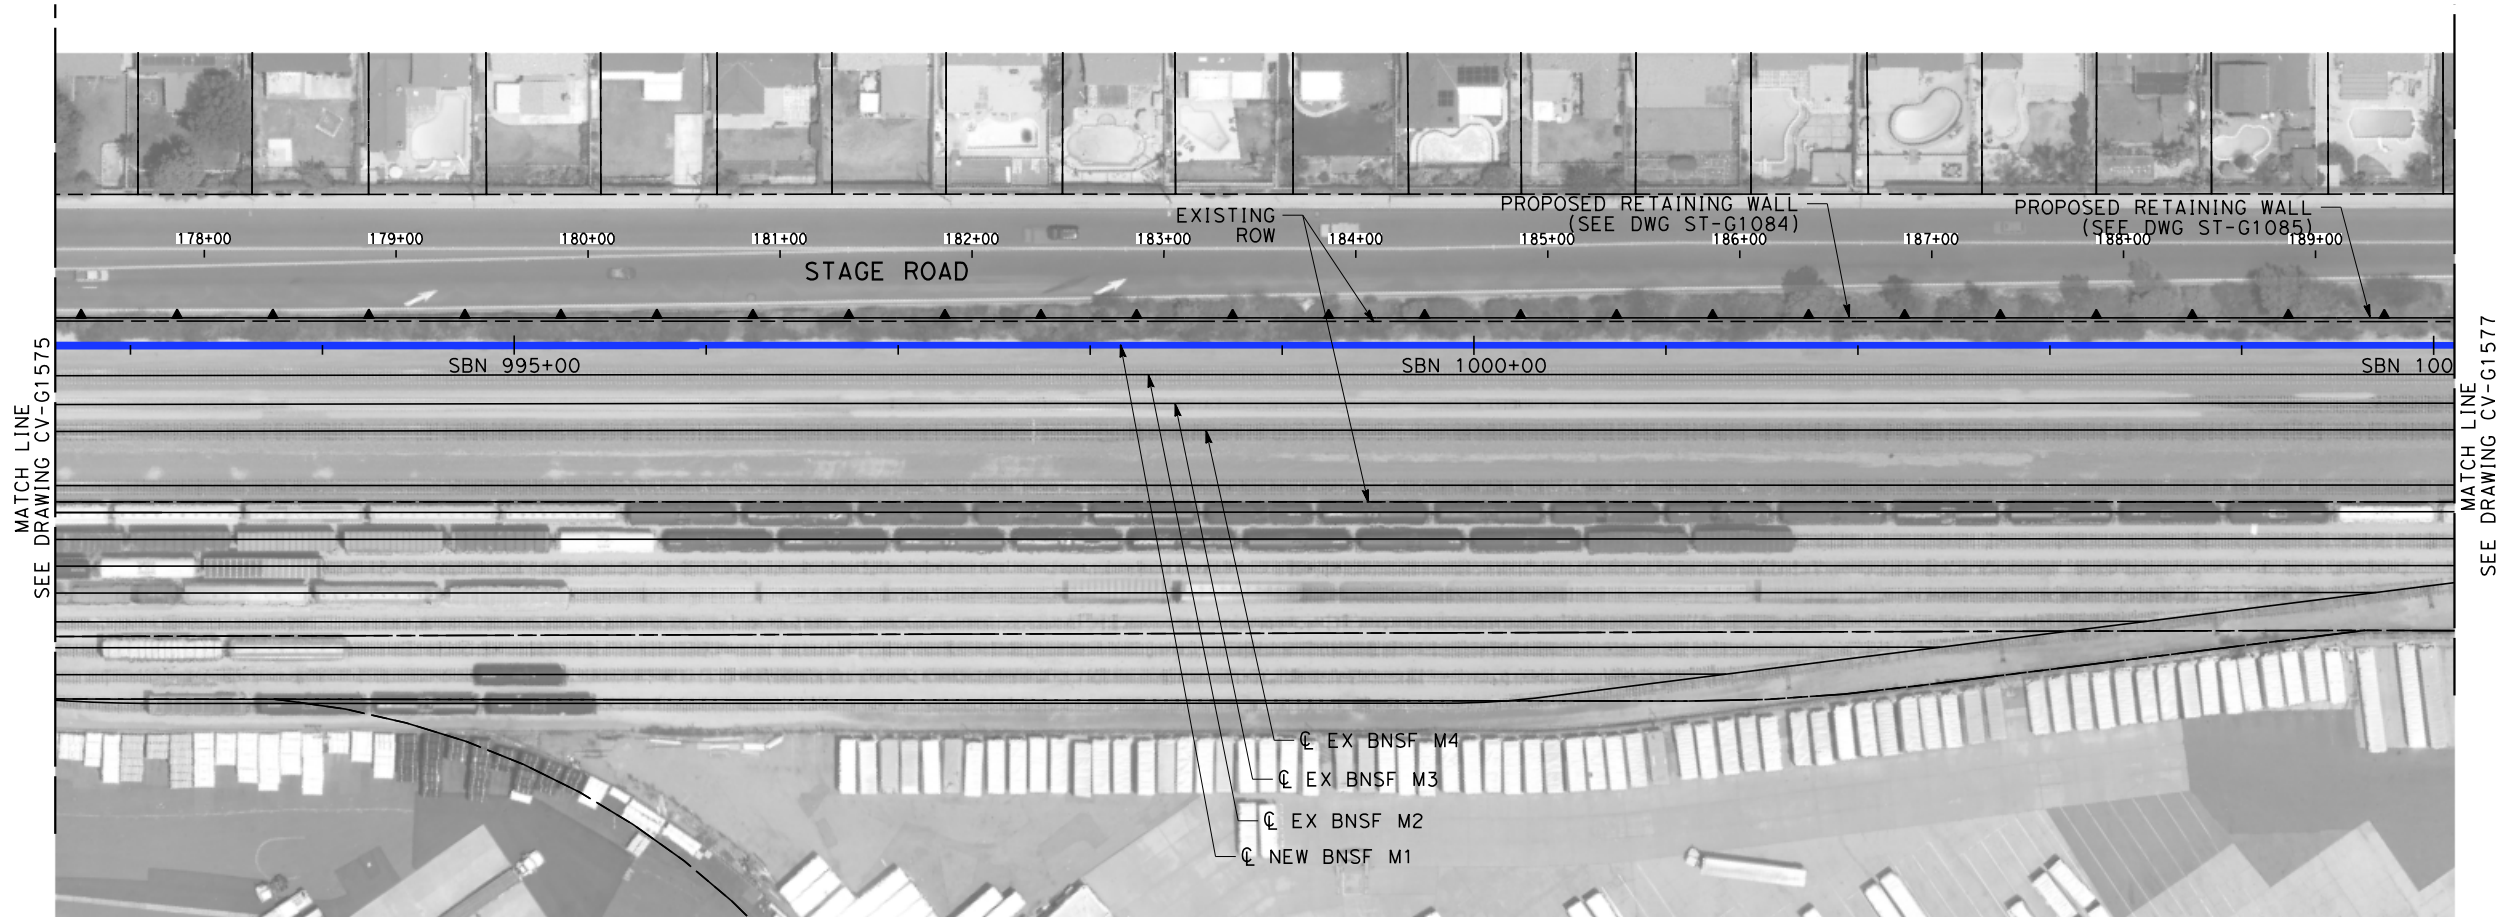 EXISTING
ROW
PROPOSED RETAINING WALL
(SEE DWG ST-G1084)
PROPOSED RETAINING WALL
(SEE DWG ST-G1085)
178+00
179+00
180+00
181+00
182+00
183+00
184+00
185+00
186+00
187+00
188+00
189+00
STAGE ROAD
SBN 995+00
SBN 1000+00
SBN 100
MATCH LINE
SEE DRAWING CV-G1575
MATCH LINE
SEE DRAWING CV-G1577
℄ EX BNSF M4
℄ EX BNSF M3
℄ EX BNSF M2
℄ NEW BNSF M1